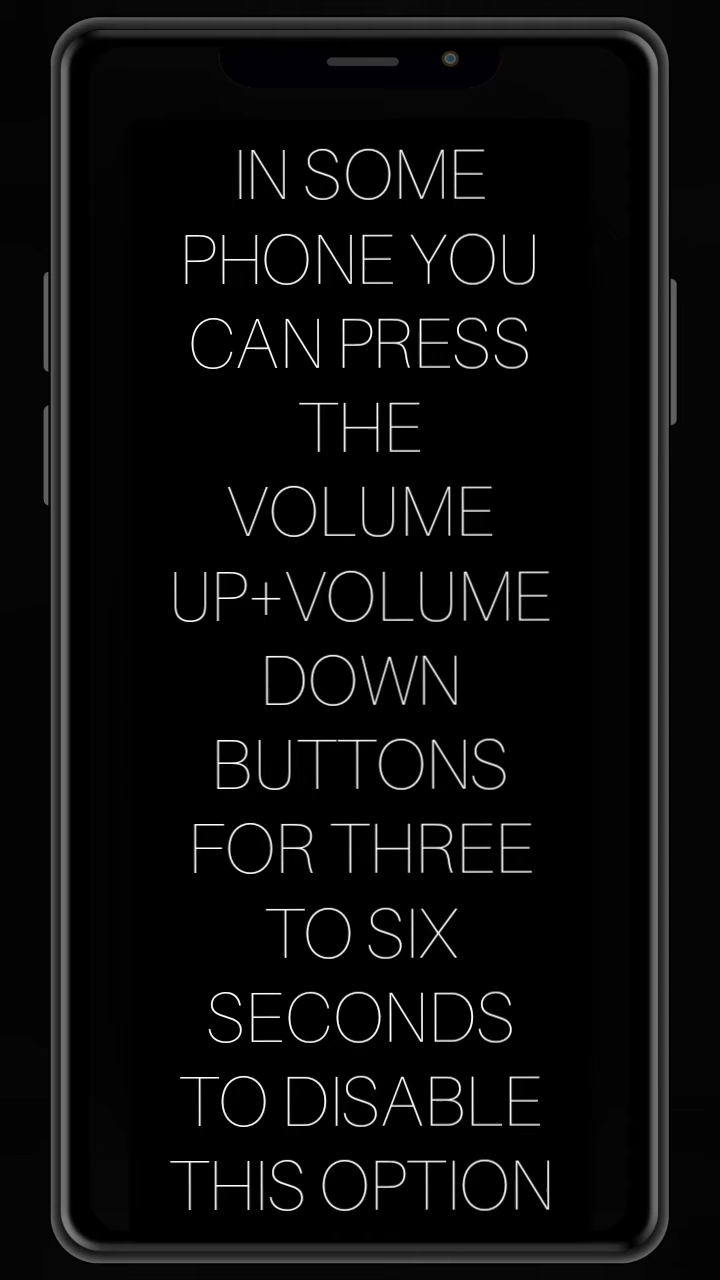 IN SOME
PHONE YOU
CAN PRESS
THE
VOLUME
UP+VOLUME
DOWN
BUTTONS
FOR THREE
TO SIX
SECONDS
TO DISABLE
THIS OPTION